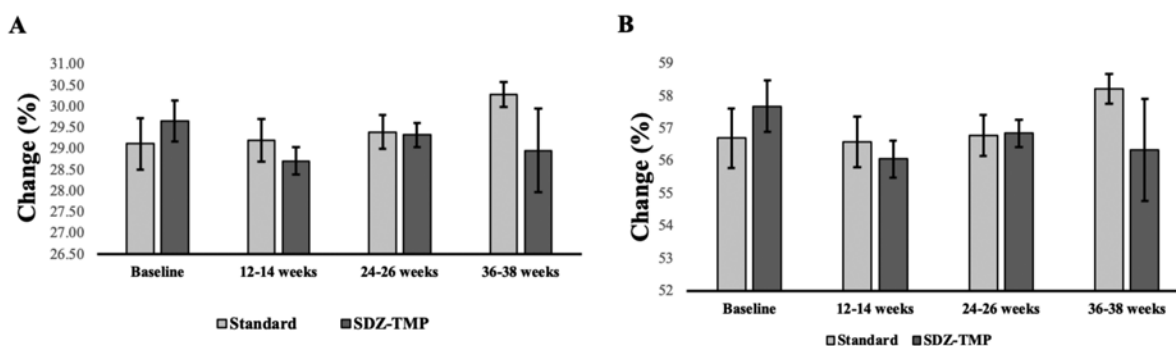 A
Change (%)
31.00
30.50
30.00
29.50
29.00
28.50
28.00
27.50
27.00
26.50
Baseline
12-14 weeks
24-26 weeks
36-38 weeks
Standard
SDZ-TMP
B
Change (%)
59
58
57
56
55
54
53
52
Baseline
12-14 weeks
24-26 weeks
36-38 weeks
Standard
SDZ-TMP